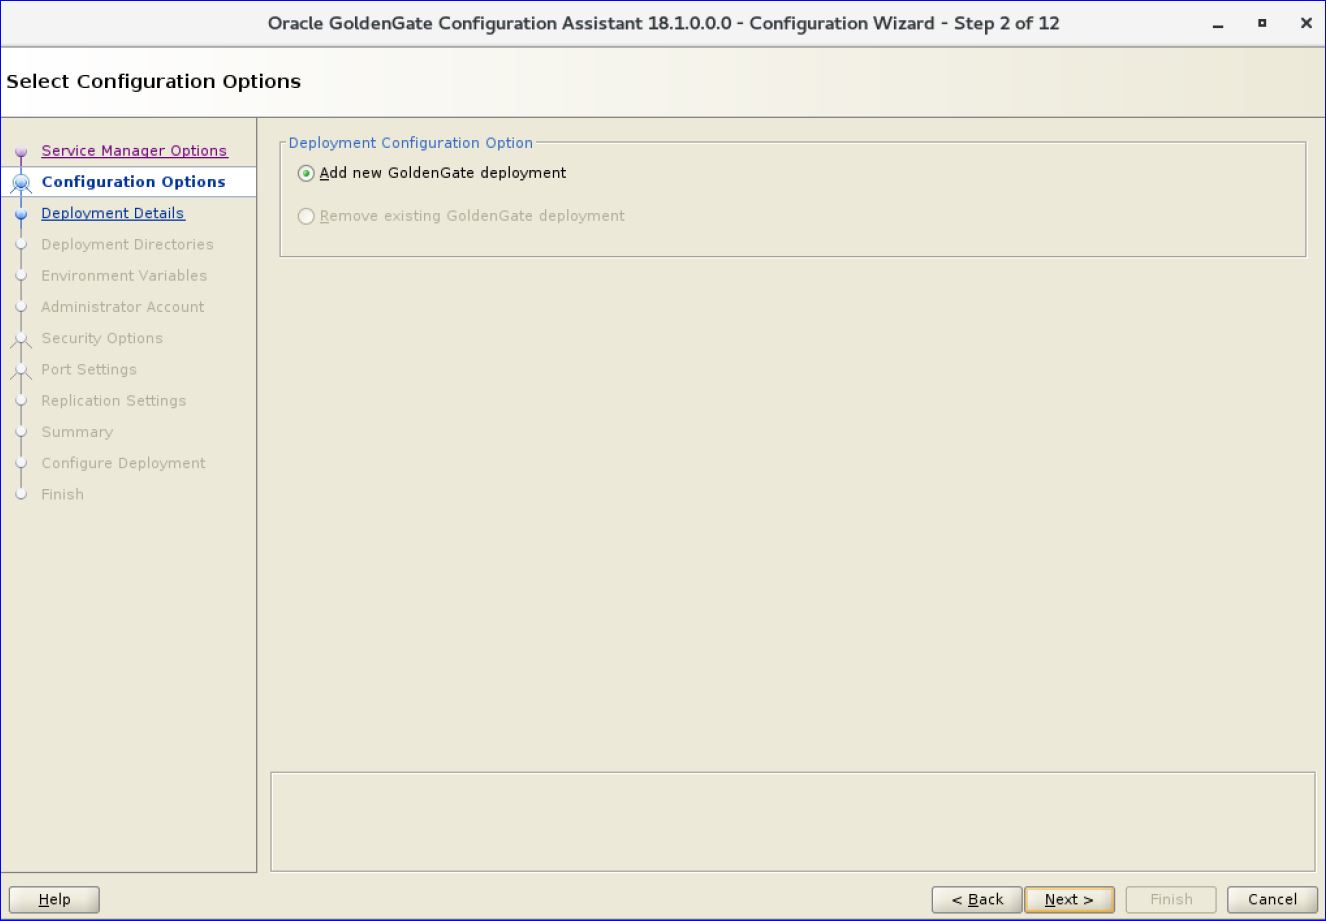 Oracle GoldenGate Configuration Assistant 18.1.0.0.0 - Configuration Wizard - Step 2 of 12
Select Configuration Options
Service Manager Options
Configuration Options
Deployment Details
Deployment Directories
Environment Variables
Administrator Account
Security Options
Port Settings
Replication Settings
Summary
Configure Deployment
Finish
Deployment Configuration Option
Add new GoldenGate deployment
Remove existing GoldenGate deployment
Help
< Back
Next >
Finish
Cancel